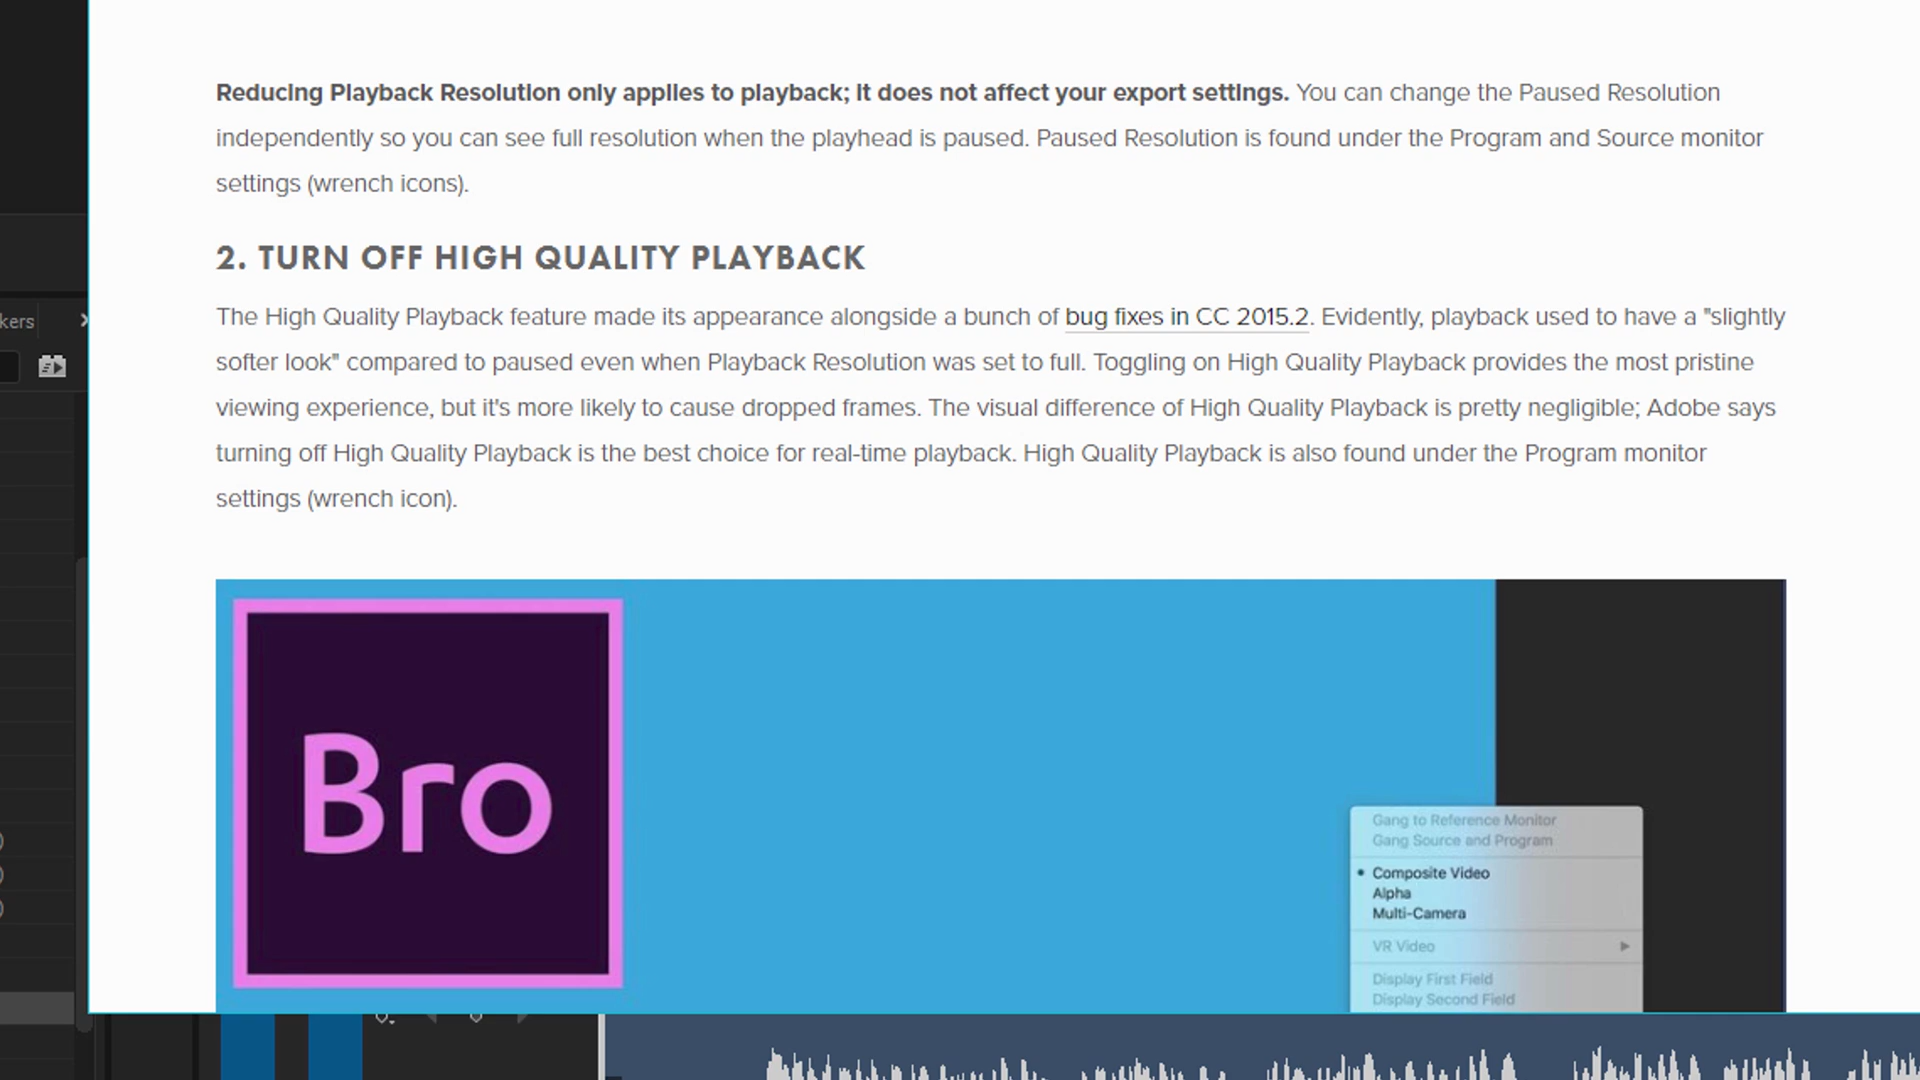 Reducing Playback Resolution only applies to playback; it does not affect your export settings. You can change the Paused Resolution
independently so you can see full resolution when the playhead is paused. Paused Resolution is found under the Program and Source monitor
settings (wrench icons).
2. TURN OFF HIGH QUALITY PLAYBACK
The High Quality Playback feature made its appearance alongside a bunch of bug fixes in CC 2015.2. Evidently, playback used to have a "slightly
softer look" compared to paused even when Playback Resolution was set to full. Toggling on High Quality Playback provides the most pristine
viewing experience, but it's more likely to cause dropped frames. The visual difference of High Quality Playback is pretty negligible; Adobe says
turning off High Quality Playback is the best choice for real-time playback. High Quality Playback is also found under the Program monitor
settings (wrench icon).
kers
Bro
Gang to Reference Monitor
Gang Source and Program
Composite Video
Alpha
Multi-Camera
VR Video
Display First Field
Display Second Field